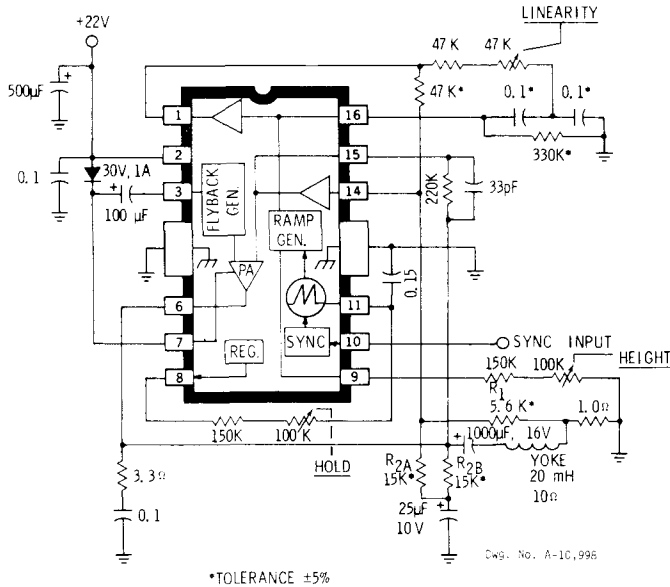 LINEARITY
+22V
47 K
47 K
500µF
+
47 K*
0.1*
0.1*
1
16
330K*
2
15
0.1
30V, 1A
3
14
220K
33pF
+
100 µF
FLYBACK GEN.
RAMP GEN.
0.15
PA
6
11
7
SYNC
10
SYNC INPUT
REG.
8
9
150K
100K
HEIGHT
R1
5.6 K*
1.0Ω
150K
100 K
+
1000µF, 16V
HOLD
YOKE
20 mH
10Ω
3.3Ω
R2A
15K*
R2B
15K*
0.1
25µF
10V
+
Dwg. No. A-10,998
*TOLERANCE ±5%